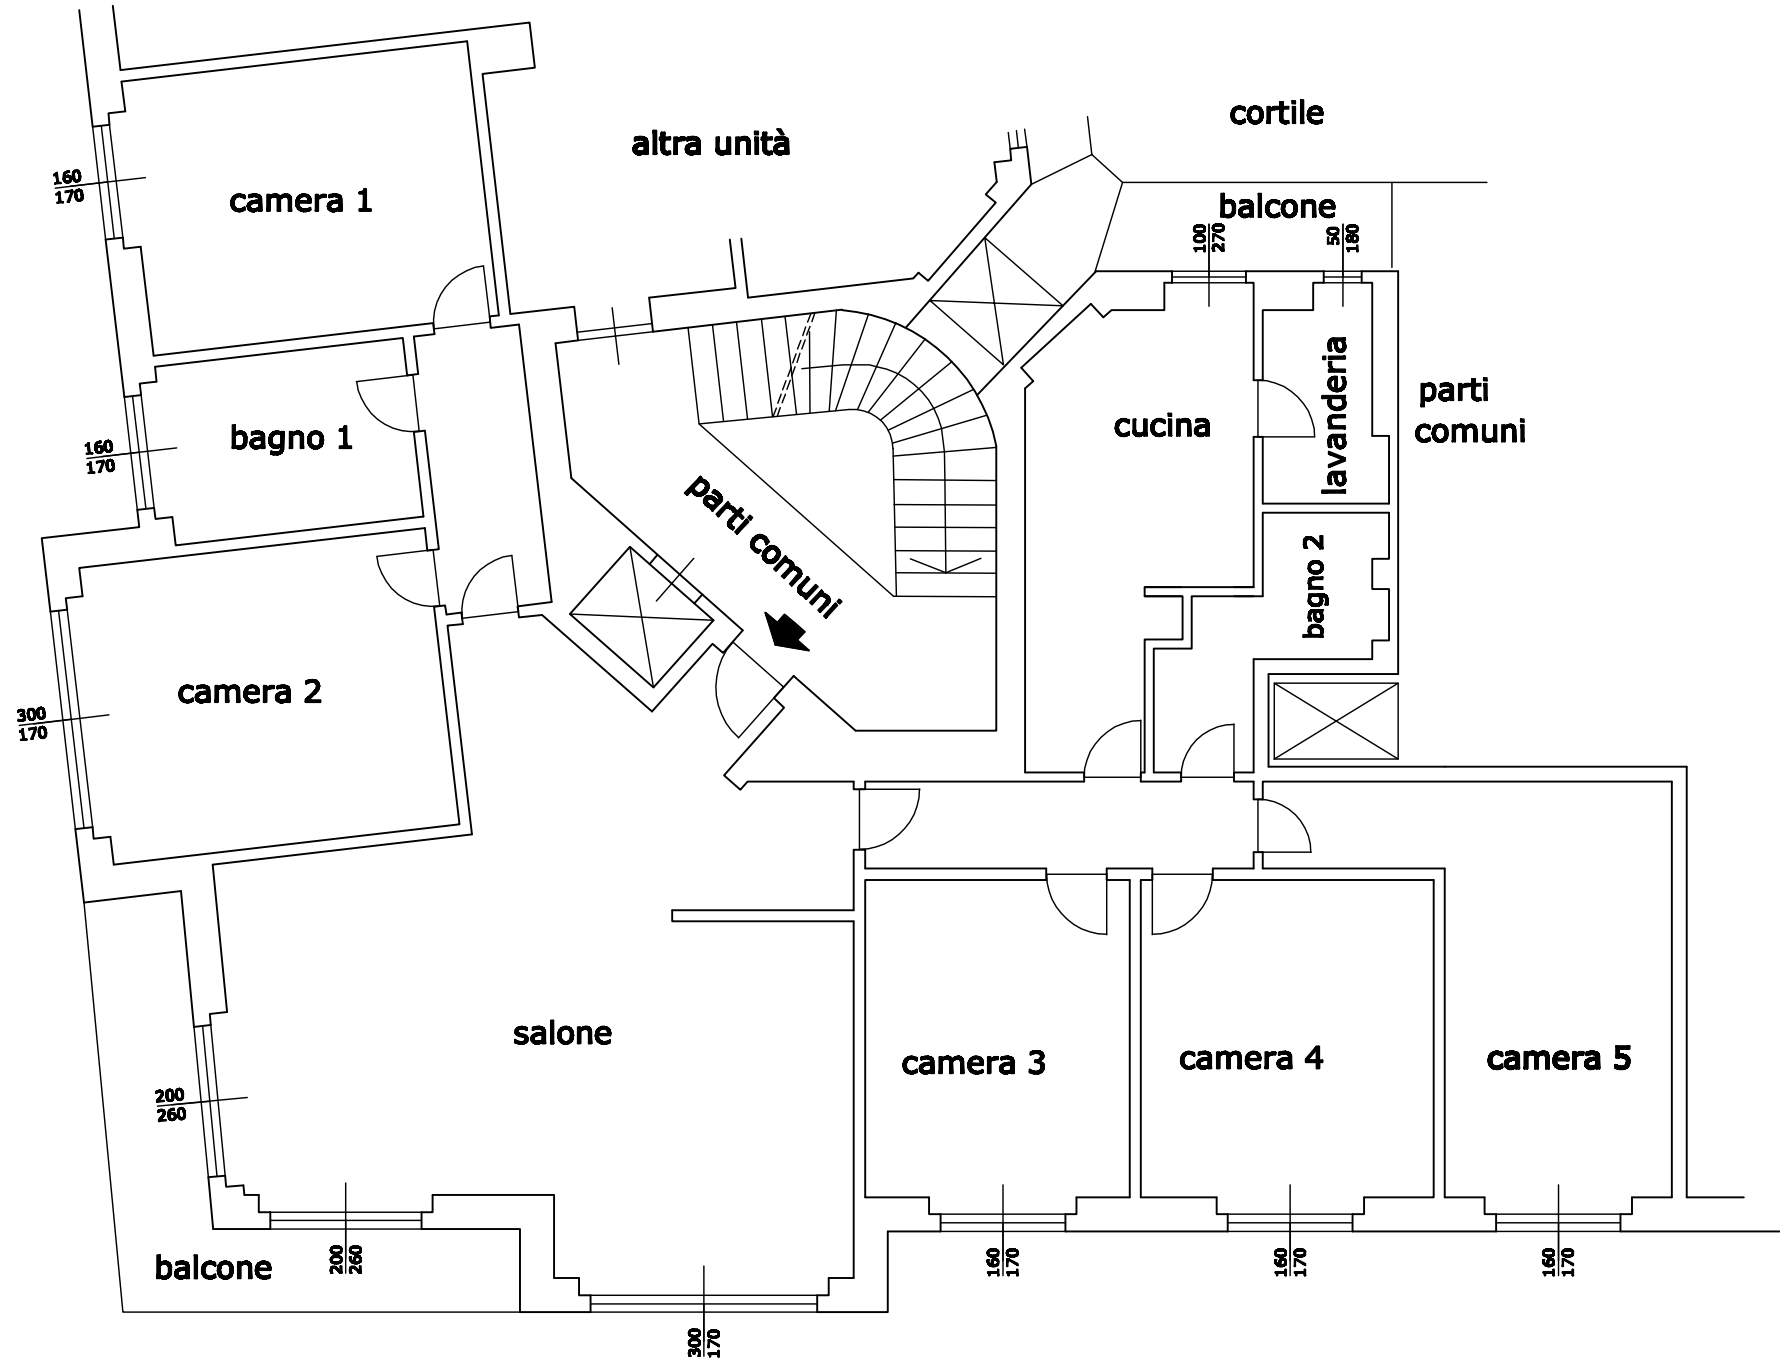 cortile
altra unità
160
170
camera 1
balcone
100
270
50
180
lavanderia
parti
comuni
cucina
160
170
bagno 1
parti comuni
bagno 2
camera 2
300
170
salone
camera 3
camera 4
camera 5
200
260
balcone
200
260
160
170
160
170
160
170
300
170